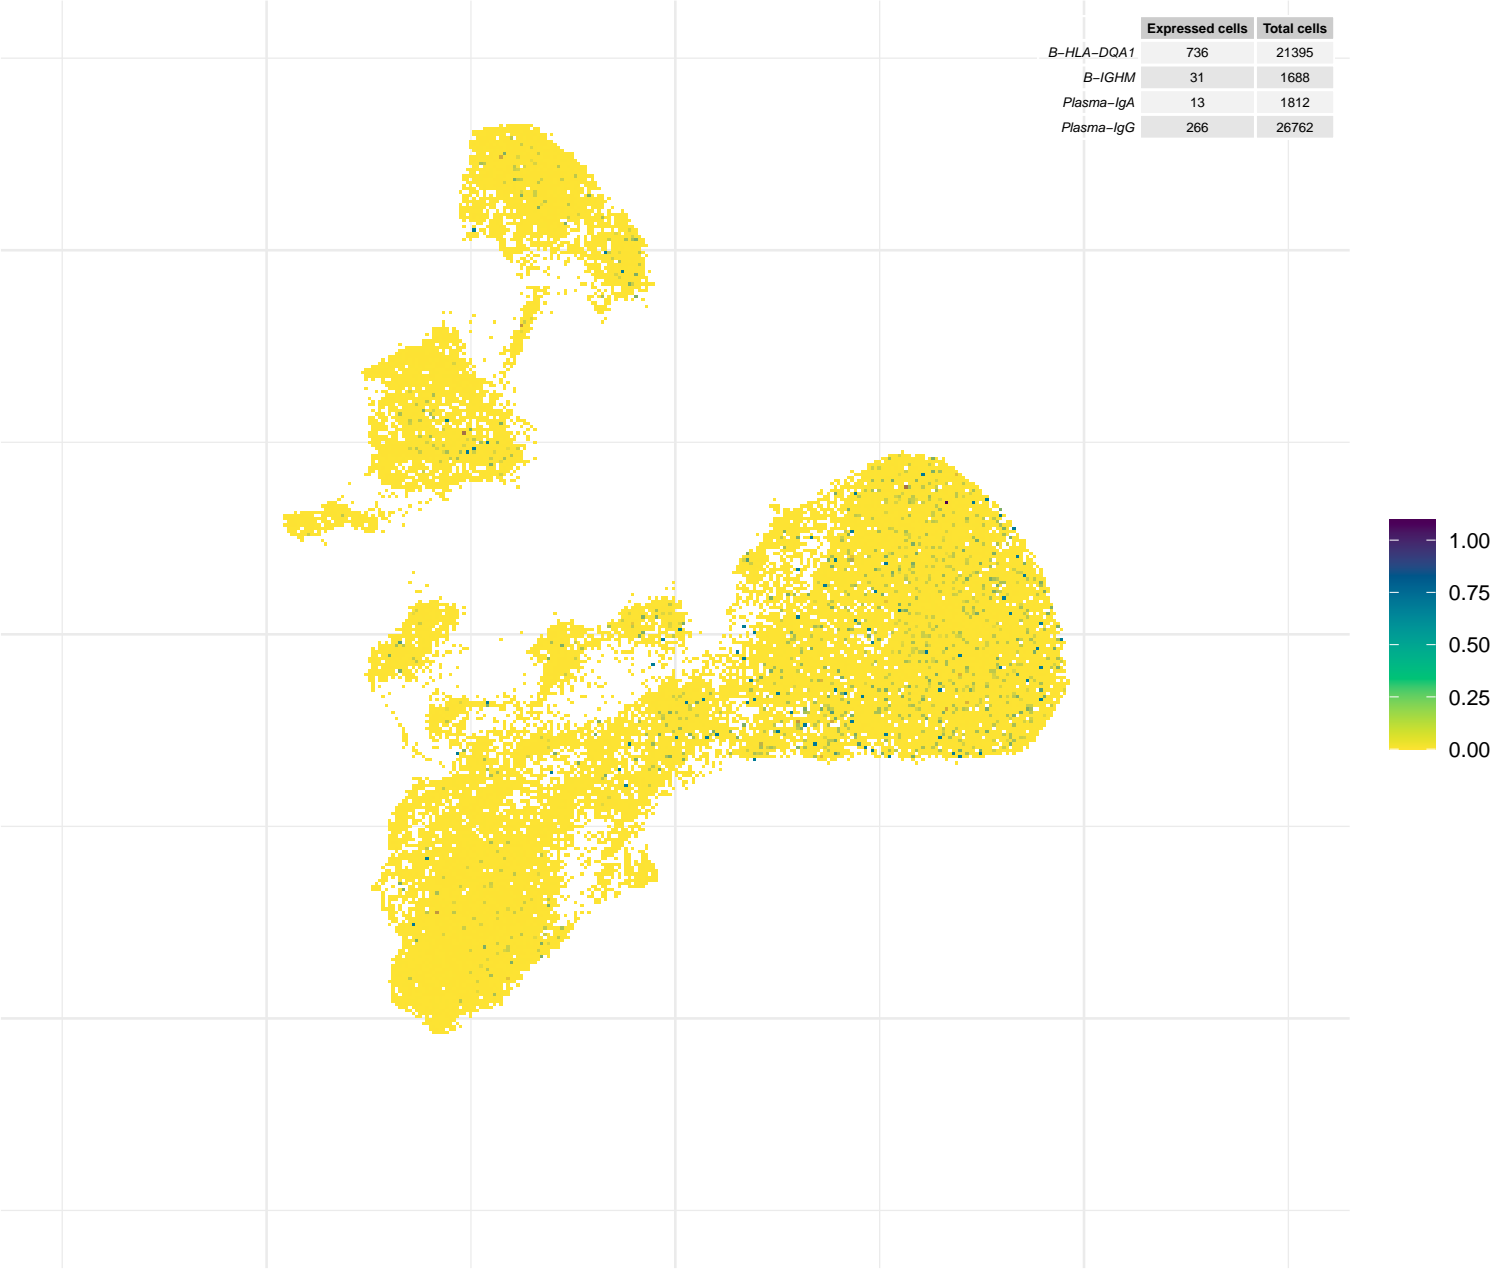 Expressed cells Total cells
B−HLA−DQA1 736 21395
B−IGHM 31 1688
Plasma−IgA 13 1812
Plasma−IgG 266 26762
1.00
0.75
0.50
0.25
0.00